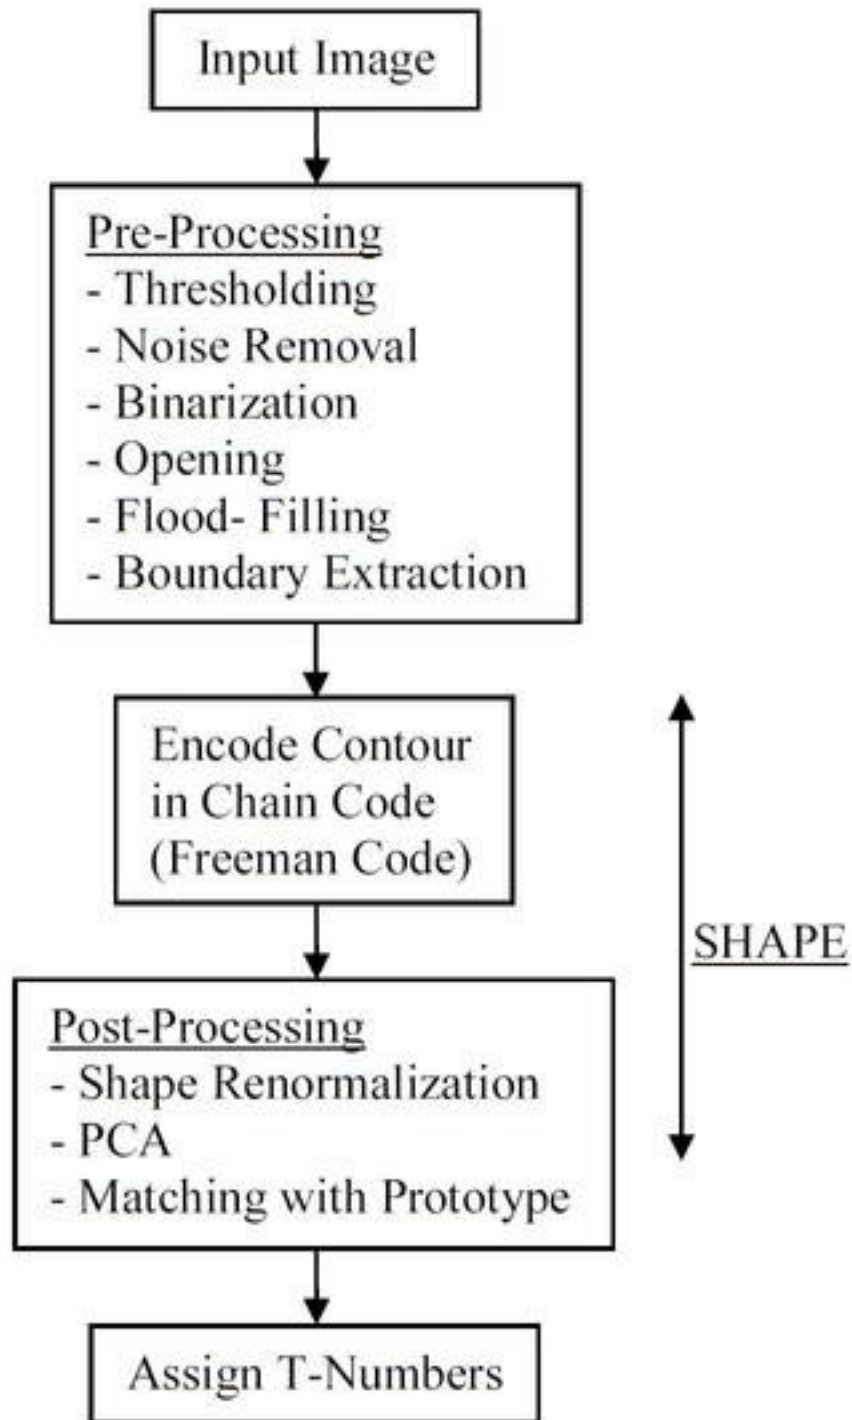 Input Image
Pre-Processing
- Thresholding
- Noise Removal
- Binarization
- Opening
- Flood- Filling
- Boundary Extraction
Encode Contour
in Chain Code
(Freeman Code)
SHAPE
Post-Processing
- Shape Renormalization
- PCA
- Matching with Prototype
Assign T-Numbers